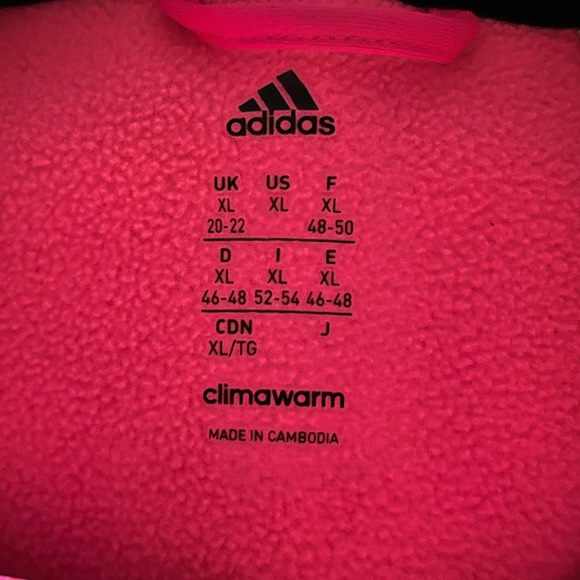 adidas
UK US F
XL XL XL
20-22 48-50
D I E
XL XL XL
46-48 52-54 46-48
CDN J
XL/TG
climawarm
MADE IN CAMBODIA